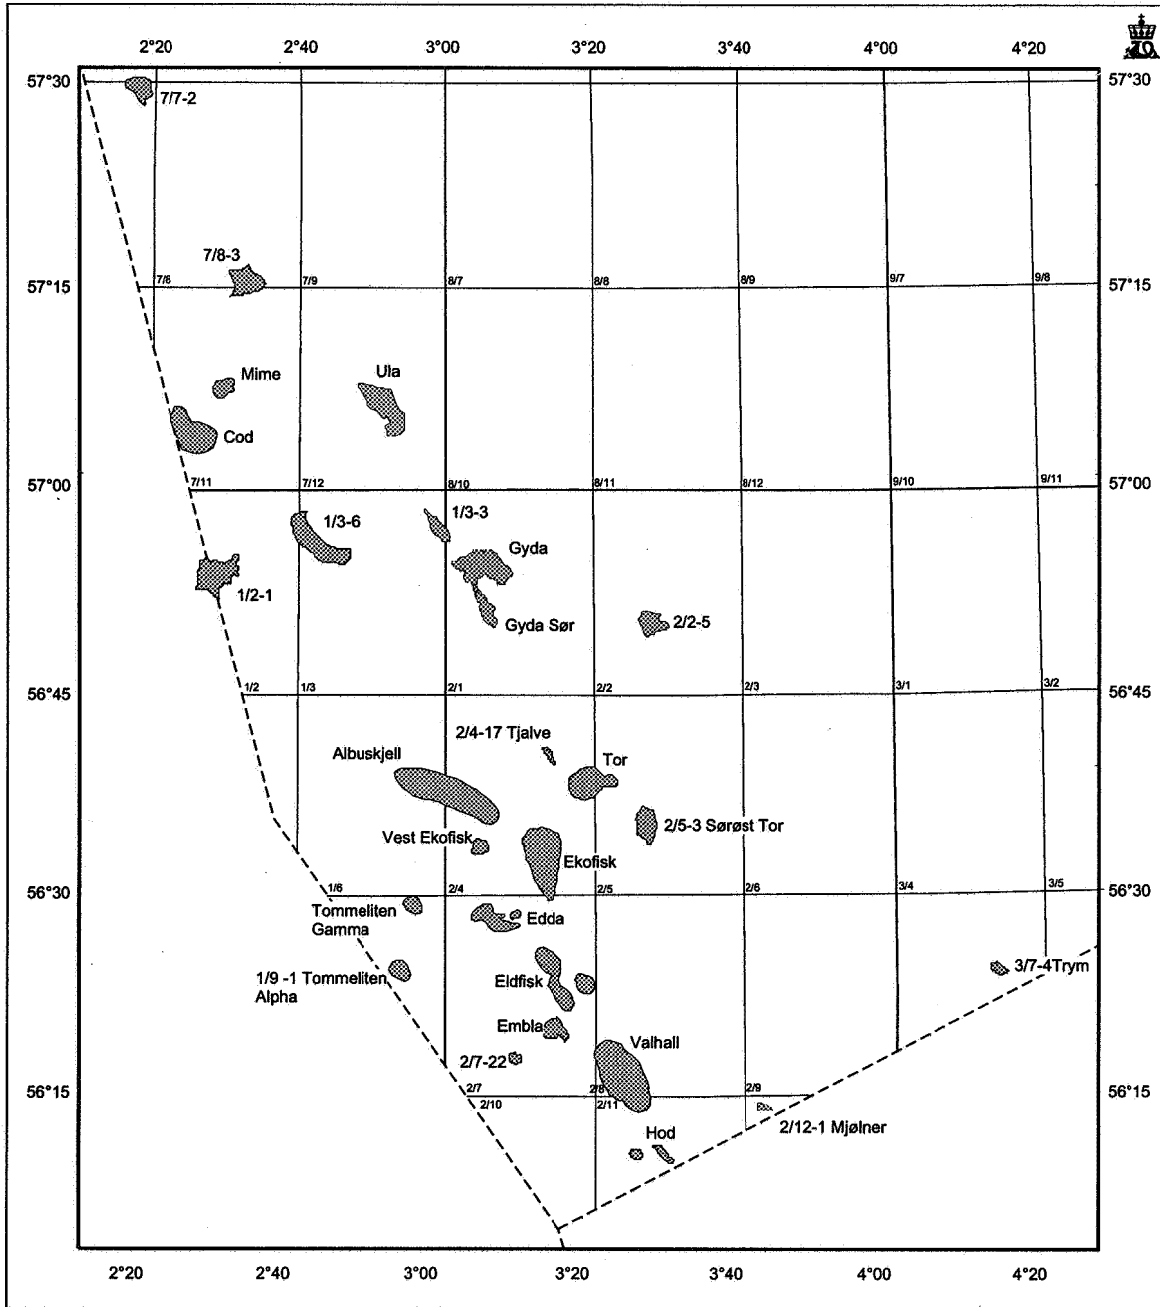 2°20 2°40 3°00 3°20 3°40 4°00 4°20
57°30 57°30
7/7-2
7/8-3
7/6 7/9 8/7 8/8 8/9 9/7 9/8
57°15 57°15
Mime Ula
Cod
57°00 57°00
7/11 7/12 8/10 8/11 8/12 9/10 9/11
1/3-6 1/3-3
Gyda
1/2-1
Gyda Sør 2/2-5
56°45 56°45
1/2 1/3 2/1 2/2 2/3 3/1 3/2
2/4-17 Tjalve
Albuskjell Tor
2/5-3 Sørøst Tor
Vest Ekofisk
Ekofisk
56°30 56°30
1/6 2/4 2/5 2/6 3/4 3/5
Tommeliten
Gamma
Edda
3/7-4Trym
1/9 -1 Tommeliten
Alpha
Eldfisk
Embla
Valhall
2/7-22
56°15 56°15
2/7 2/8 2/9
2/10 2/11
2/12-1 Mjølner
Hod
2°20 2°40 3°00 3°20 3°40 4°00 4°20